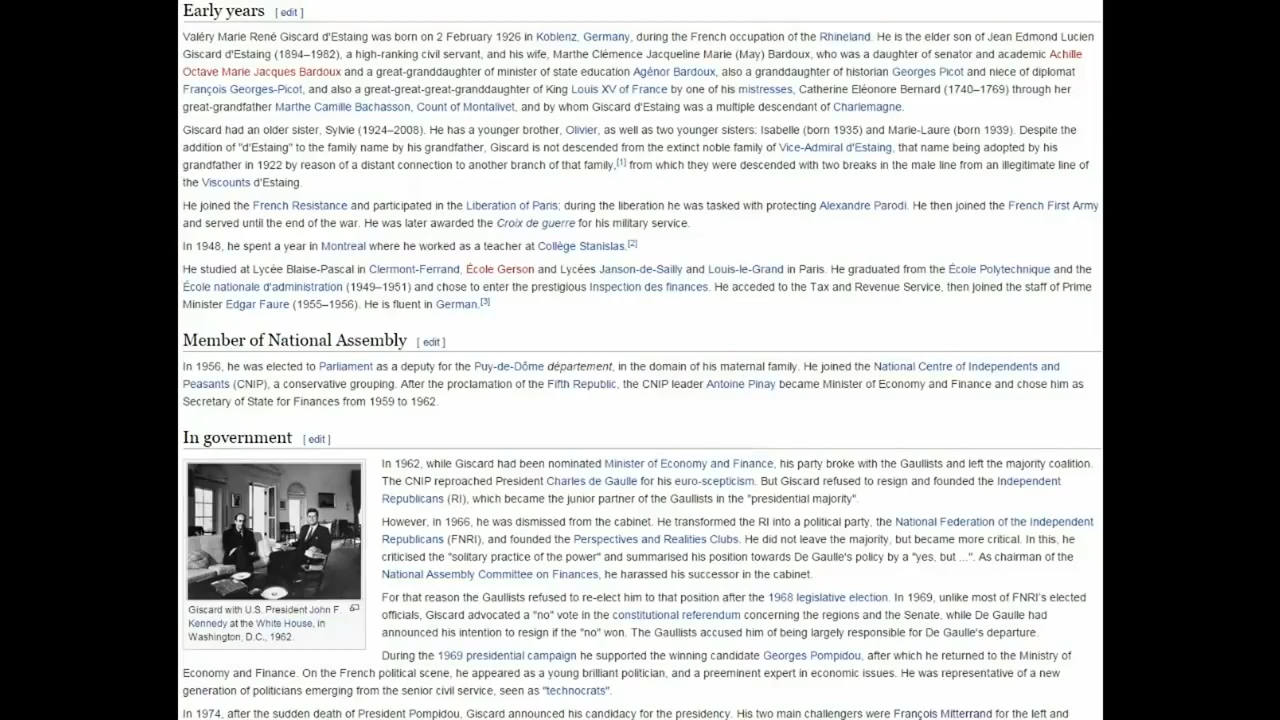 Early years [ edit ]
Valéry Marie René Giscard d'Estaing was born on 2 February 1926 in Koblenz, Germany, during the French occupation of the Rhineland. He is the elder son of Jean Edmond Lucien
Giscard d'Estaing (1894–1982), a high-ranking civil servant, and his wife, Marthe Clémence Jacqueline Marie (May) Bardoux, who was a daughter of senator and academic Achille
Octave Marie Jacques Bardoux and a great-granddaughter of minister of state education Agénor Bardoux, also a granddaughter of historian Georges Picot and niece of diplomat
François Georges-Picot, and also a great-great-great-granddaughter of King Louis XV of France by one of his mistresses, Catherine Eléonore Bernard (1740–1769) through her
great-grandfather Marthe Camille Bachasson, Count of Montalivet, and by whom Giscard d'Estaing was a multiple descendant of Charlemagne.
Giscard had an older sister, Sylvie (1924–2008). He has a younger brother, Olivier, as well as two younger sisters: Isabelle (born 1935) and Marie-Laure (born 1939). Despite the
addition of "d'Estaing" to the family name by his grandfather, Giscard is not descended from the extinct noble family of Vice-Admiral d'Estaing, that name being adopted by his
grandfather in 1922 by reason of a distant connection to another branch of that family,[1] from which they were descended with two breaks in the male line from an illegitimate line of
the Viscounts d'Estaing.
He joined the French Resistance and participated in the Liberation of Paris; during the liberation he was tasked with protecting Alexandre Parodi. He then joined the French First Army
and served until the end of the war. He was later awarded the Croix de guerre for his military service.
In 1948, he spent a year in Montreal where he worked as a teacher at Collège Stanislas.[2]
He studied at Lycée Blaise-Pascal in Clermont-Ferrand, École Gerson and Lycées Janson-de-Sailly and Louis-le-Grand in Paris. He graduated from the École Polytechnique and the
École nationale d'administration (1949–1951) and chose to enter the prestigious Inspection des finances. He acceded to the Tax and Revenue Service, then joined the staff of Prime
Minister Edgar Faure (1955–1956). He is fluent in German.[3]
Member of National Assembly [ edit ]
In 1956, he was elected to Parliament as a deputy for the Puy-de-Dôme département, in the domain of his maternal family. He joined the National Centre of Independents and
Peasants (CNIP), a conservative grouping. After the proclamation of the Fifth Republic, the CNIP leader Antoine Pinay became Minister of Economy and Finance and chose him as
Secretary of State for Finances from 1959 to 1962.
In government [ edit ]
Giscard with U.S. President John F.
Kennedy at the White House, in
Washington, D.C., 1962.
In 1962, while Giscard had been nominated Minister of Economy and Finance, his party broke with the Gaullists and left the majority coalition.
The CNIP reproached President Charles de Gaulle for his euro-scepticism. But Giscard refused to resign and founded the Independent
Republicans (RI), which became the junior partner of the Gaullists in the "presidential majority".
However, in 1966, he was dismissed from the cabinet. He transformed the RI into a political party, the National Federation of the Independent
Republicans (FNRI), and founded the Perspectives and Realities Clubs. He did not leave the majority, but became more critical. In this, he
criticised the "solitary practice of the power" and summarised his position towards De Gaulle's policy by a "yes, but ...". As chairman of the
National Assembly Committee on Finances, he harassed his successor in the cabinet.
For that reason the Gaullists refused to re-elect him to that position after the 1968 legislative election. In 1969, unlike most of FNRI's elected
officials, Giscard advocated a "no" vote in the constitutional referendum concerning the regions and the Senate, while De Gaulle had
announced his intention to resign if the "no" won. The Gaullists accused him of being largely responsible for De Gaulle's departure.
During the 1969 presidential campaign he supported the winning candidate Georges Pompidou, after which he returned to the Ministry of
Economy and Finance. On the French political scene, he appeared as a young brilliant politician, and a preeminent expert in economic issues. He was representative of a new
generation of politicians emerging from the senior civil service, seen as "technocrats".
In 1974, after the sudden death of President Pompidou, Giscard announced his candidacy for the presidency. His two main challengers were François Mitterrand for the left and